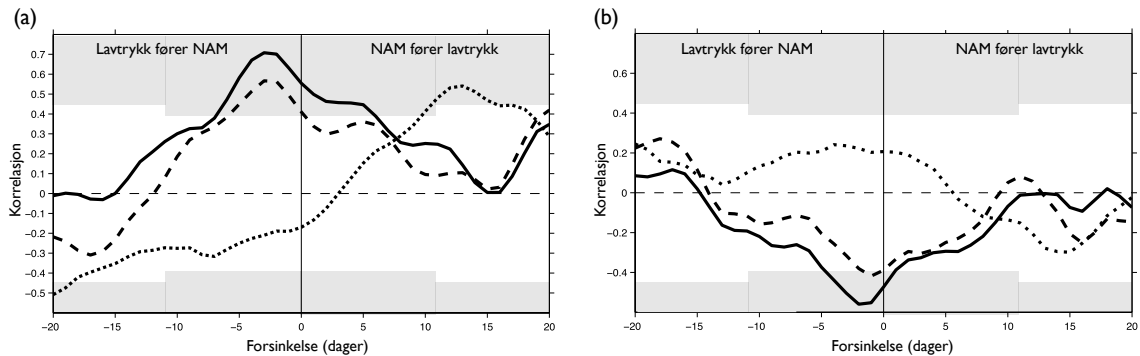 (a)
Lavtrykk fører NAM
NAM fører lavtrykk
0.7
0.6
0.5
0.4
0.3
0.2
0.1
0
−0.1
−0.2
−0.3
−0.4
−0.5
Korrelasjon
−20 −15 −10 −5 0 5 10 15 20
Forsinkelse (dager)
(b)
Lavtrykk fører NAM
NAM fører lavtrykk
0.6
0.4
0.2
0
−0.2
−0.4
Korrelasjon
−20 −15 −10 −5 0 5 10 15 20
Forsinkelse (dager)